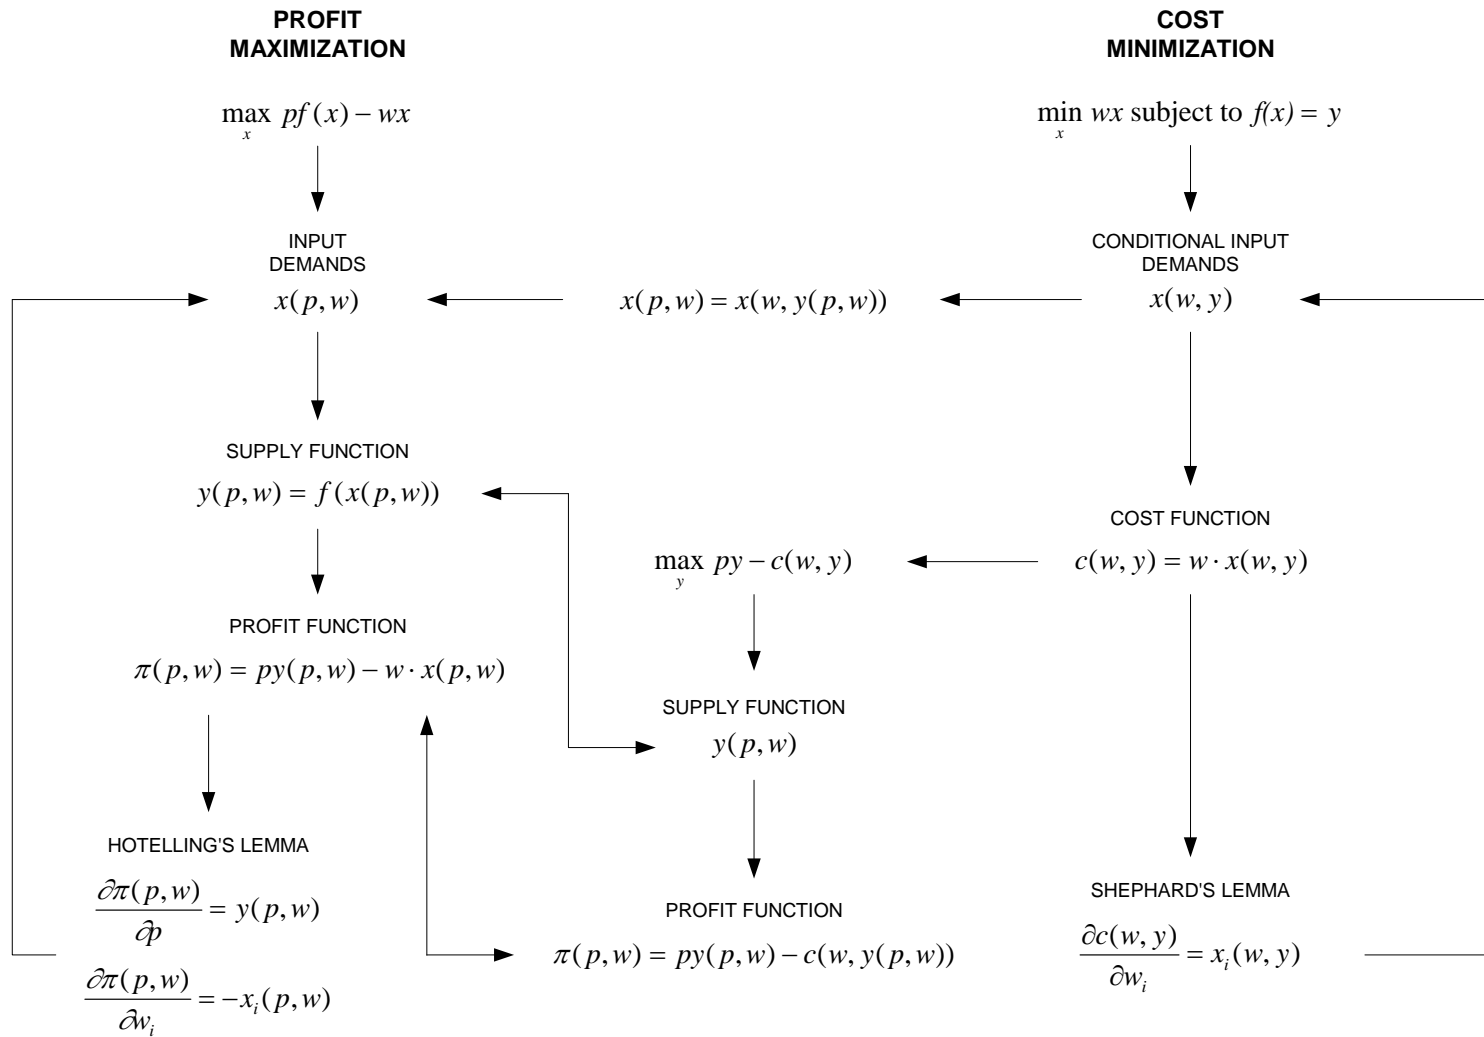 PROFIT
MAXIMIZATION
max pf(x) − wx
x
INPUT
DEMANDS
x(p, w)
SUPPLY FUNCTION
y(p, w) = f(x(p, w))
PROFIT FUNCTION
π(p, w) = py(p, w) − w · x(p, w)
HOTELLING'S LEMMA
∂π(p, w)
∂p
= y(p, w)
∂π(p, w)
∂w_i
= −x_i(p, w)
x(p, w) = x(w, y(p, w))
max py − c(w, y)
y
SUPPLY FUNCTION
y(p, w)
PROFIT FUNCTION
π(p, w) = py(p, w) − c(w, y(p, w))
COST
MINIMIZATION
min wx subject to f(x) = y
x
CONDITIONAL INPUT
DEMANDS
x(w, y)
COST FUNCTION
c(w, y) = w · x(w, y)
SHEPHARD'S LEMMA
∂c(w, y)
∂w_i
= x_i(w, y)